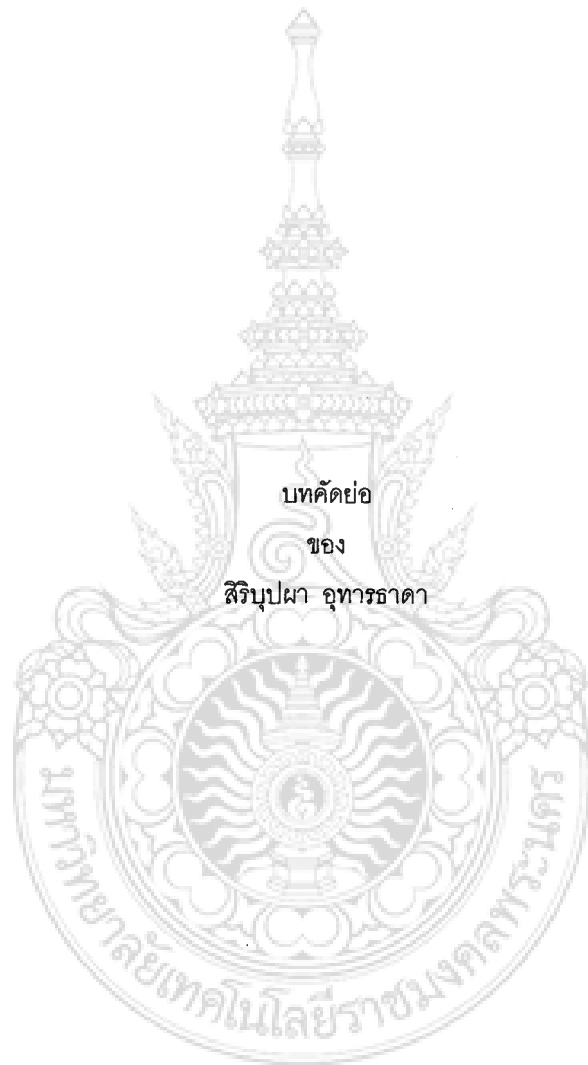 บทคัดย่อ
ของ
สิริบุปผา อุทารธาดา
มหาวิทยาลัยเทคโนโลยีราชมงคลพระนคร